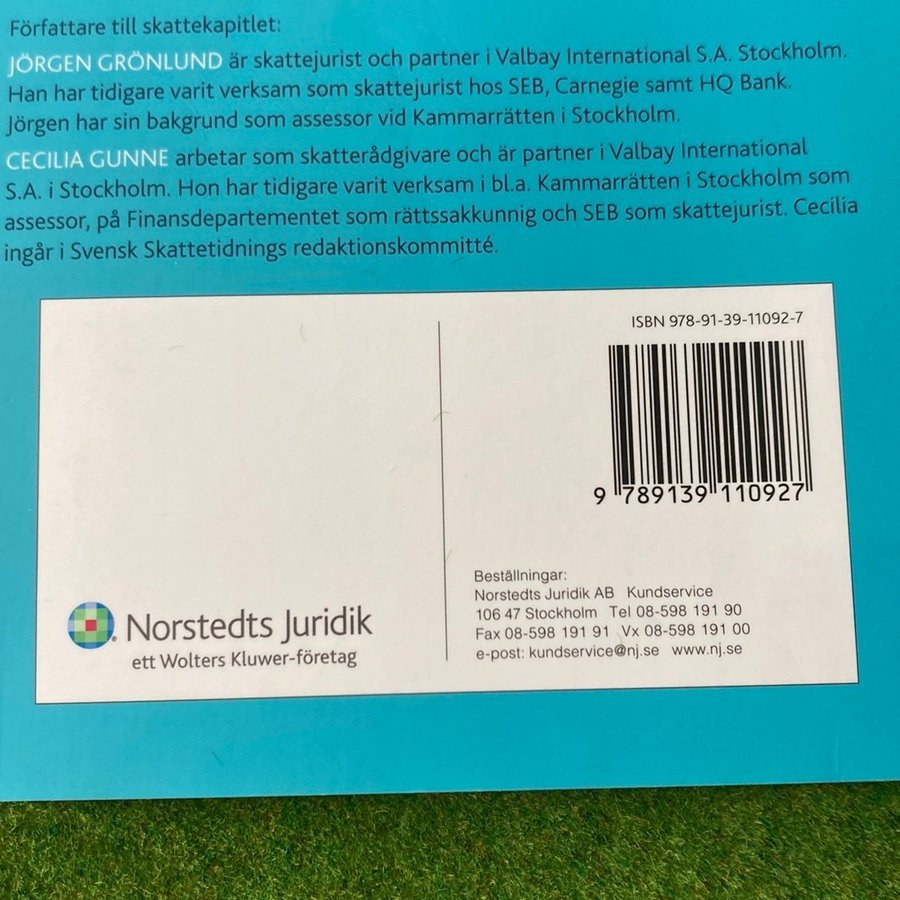 Författare till skattekapitlet:
JÖRGEN GRÖNLUND är skattejurist och partner i Valbay International S.A. Stockholm.
Han har tidigare varit verksam som skattejurist hos SEB, Carnegie samt HQ Bank.
Jörgen har sin bakgrund som assessor vid Kammarrätten i Stockholm.
CECILIA GUNNE arbetar som skatterådgivare och är partner i Valbay International
S.A. i Stockholm. Hon har tidigare varit verksam i bl.a. Kammarrätten i Stockholm som
assessor, på Finansdepartementet som rättssakkunnig och SEB som skattejurist. Cecilia
ingår i Svensk Skattetidnings redaktionskommitté.
ISBN 978-91-39-11092-7
9 789139 110927
Norstedts Juridik
ett Wolters Kluwer-företag
Beställningar:
Norstedts Juridik AB Kundservice
106 47 Stockholm Tel 08-598 191 90
Fax 08-598 191 91 Vx 08-598 191 00
e-post: kundservice@nj.se www.nj.se